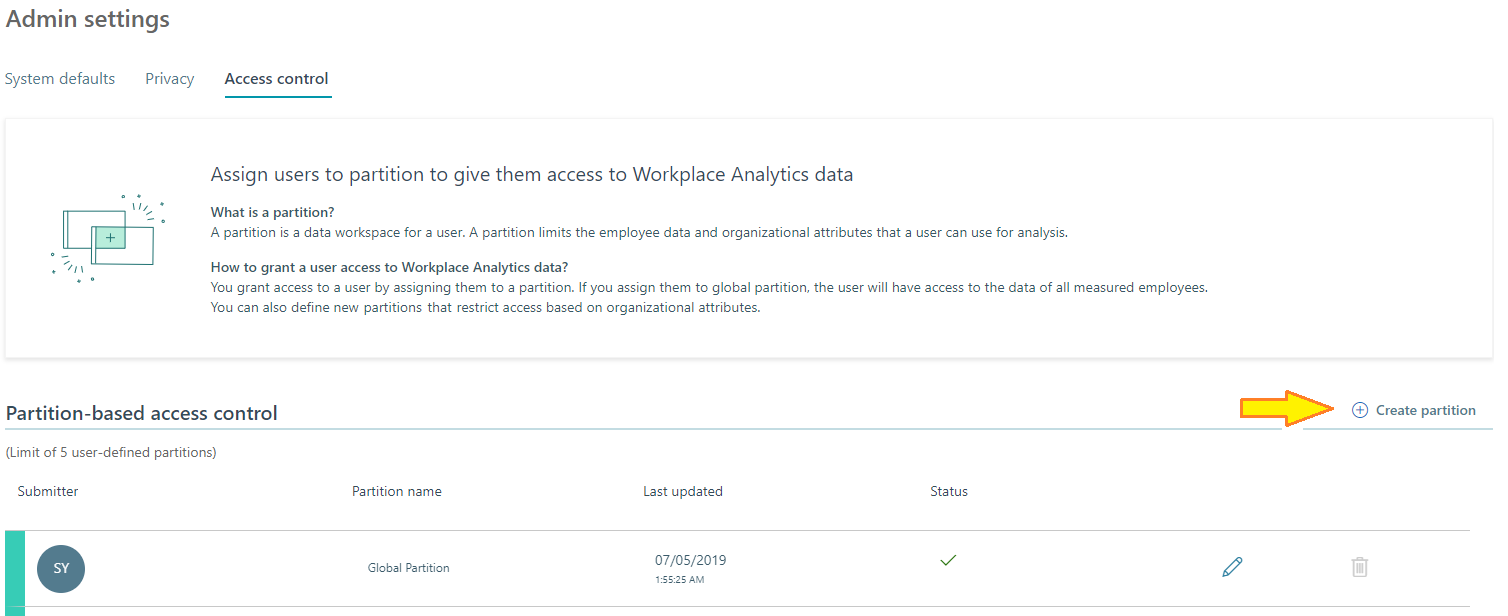 Admin settings
System defaults Privacy Access control
Assign users to partition to give them access to Workplace Analytics data
What is a partition?
A partition is a data workspace for a user. A partition limits the employee data and organizational attributes that a user can use for analysis.
How to grant a user access to Workplace Analytics data?
You grant access to a user by assigning them to a partition. If you assign them to global partition, the user will have access to the data of all measured employees.
You can also define new partitions that restrict access based on organizational attributes.
Partition-based access control Create partition
(Limit of 5 user-defined partitions)
Submitter Partition name Last updated Status
SY Global Partition 07/05/2019
1:55:25 AM